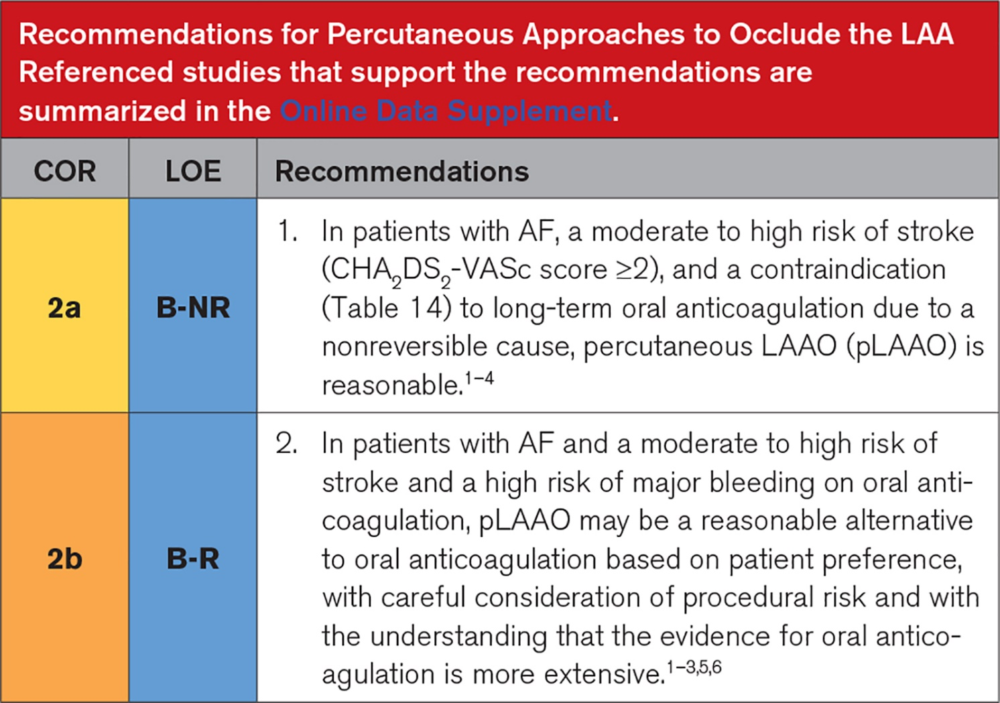 Recommendations for Percutaneous Approaches to Occlude the LAA
Referenced studies that support the recommendations are
summarized in the Online Data Supplement.
COR LOE Recommendations
2a B-NR
1. In patients with AF, a moderate to high risk of stroke
(CHA₂DS₂-VASc score ≥2), and a contraindication
(Table 14) to long-term oral anticoagulation due to a
nonreversible cause, percutaneous LAAO (pLAAO) is
reasonable.¹⁻⁴
2b B-R
2. In patients with AF and a moderate to high risk of
stroke and a high risk of major bleeding on oral anti-
coagulation, pLAAO may be a reasonable alternative
to oral anticoagulation based on patient preference,
with careful consideration of procedural risk and with
the understanding that the evidence for oral antico-
agulation is more extensive.¹⁻³,⁵,⁶